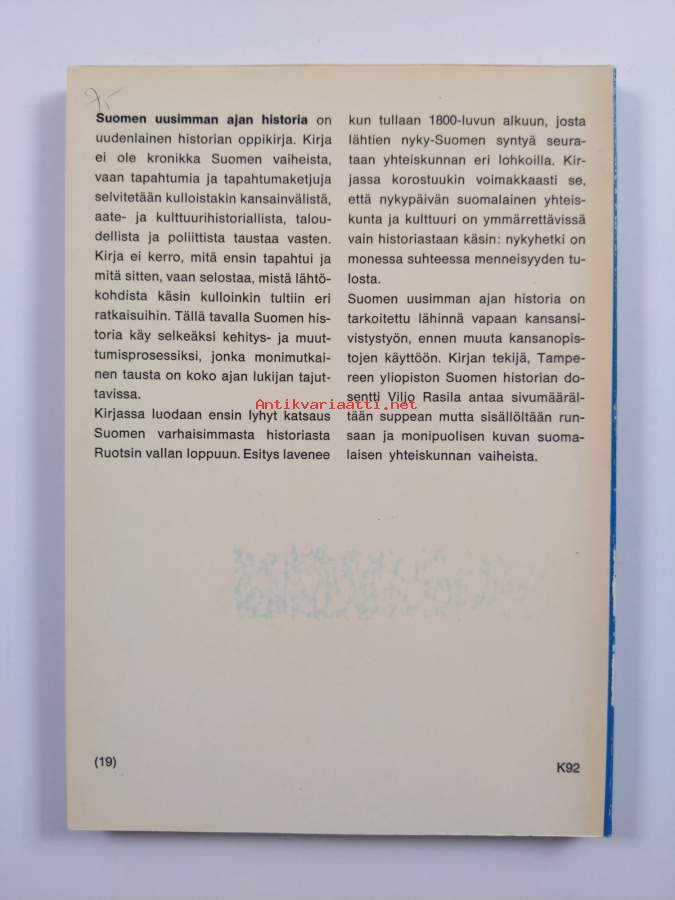 7,-
Suomen uusimman ajan historia on
uudenlainen historian oppikirja. Kirja
ei ole kronikka Suomen vaiheista,
vaan tapahtumia ja tapahtumaketjuja
selvitetään kulloistakin kansainvälistä,
aate- ja kulttuurihistoriallista, talou-
dellista ja poliittista taustaa vasten.
Kirja ei kerro, mitä ensin tapahtui ja
mitä sitten, vaan selostaa, mistä lähtö-
kohdista käsin kulloinkin tultiin eri
ratkaisuihin. Tällä tavalla Suomen his-
toria käy selkeäksi kehitys- ja muut-
tumisprosessiksi, jonka monimutkai-
nen tausta on koko ajan lukijan tajut-
tavissa.
Kirjassa luodaan ensin lyhyt katsaus
Suomen varhaisimmasta historiasta
Ruotsin vallan loppuun. Esitys lavenee
kun tullaan 1800-luvun alkuun, josta
lähtien nyky-Suomen syntyä seura-
taan yhteiskunnan eri lohkoilla. Kir-
jassa korostuukin voimakkaasti se,
että nykypäivän suomalainen yhteis-
kunta ja kulttuuri on ymmärrettävissä
vain historiastaan käsin: nykyhetki on
monessa suhteessa menneisyyden tu-
losta.
Suomen uusimman ajan historia on
tarkoitettu lähinnä vapaan kansansi-
vistystyön, ennen muuta kansanopis-
tojen käyttöön. Kirjan tekijä, Tampe-
reen yliopiston Suomen historian do-
sentti Viljo Rasila antaa sivumääräl-
tään suppean mutta sisällöltään run-
saan ja monipuolisen kuvan suoma-
laisen yhteiskunnan vaiheista.
Antikvariaatti.net
(19)
K92